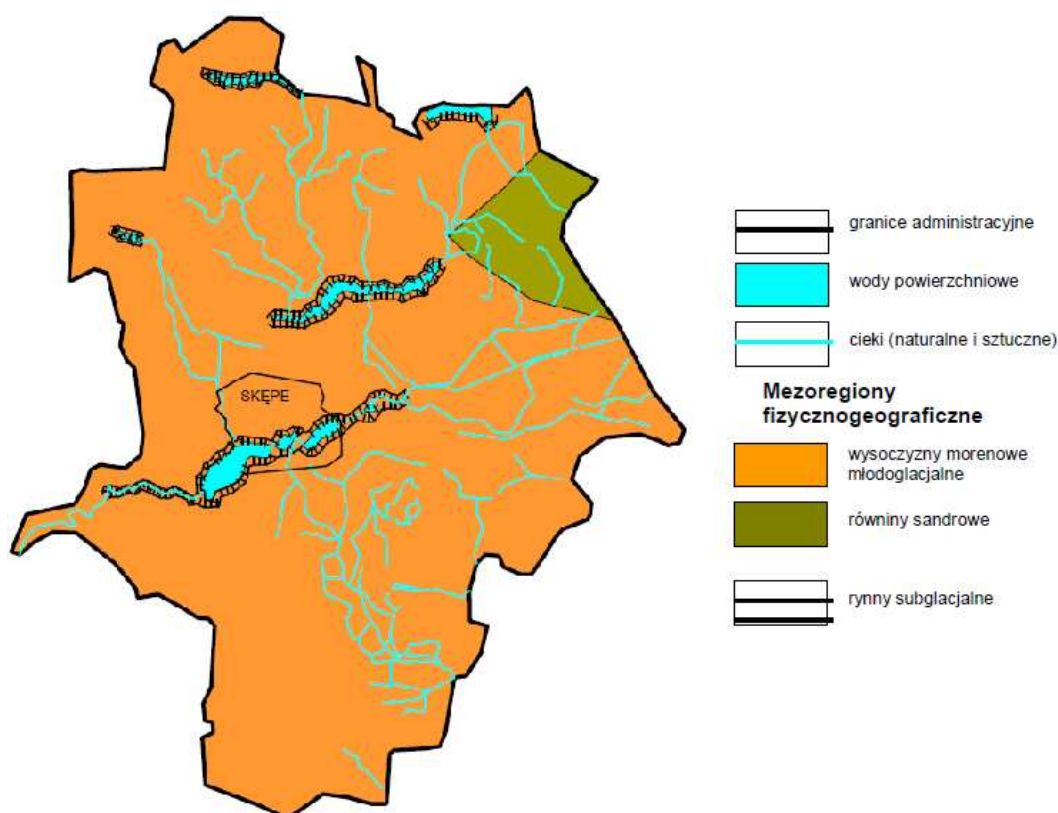 SKĘPE
granice administracyjne
wody powierzchniowe
cieki (naturalne i sztuczne)
Mezoregiony
fizycznogeograficzne
wysoczyzny morenowe
młodoglacjalne
równiny sandrowe
rynny subglacjalne